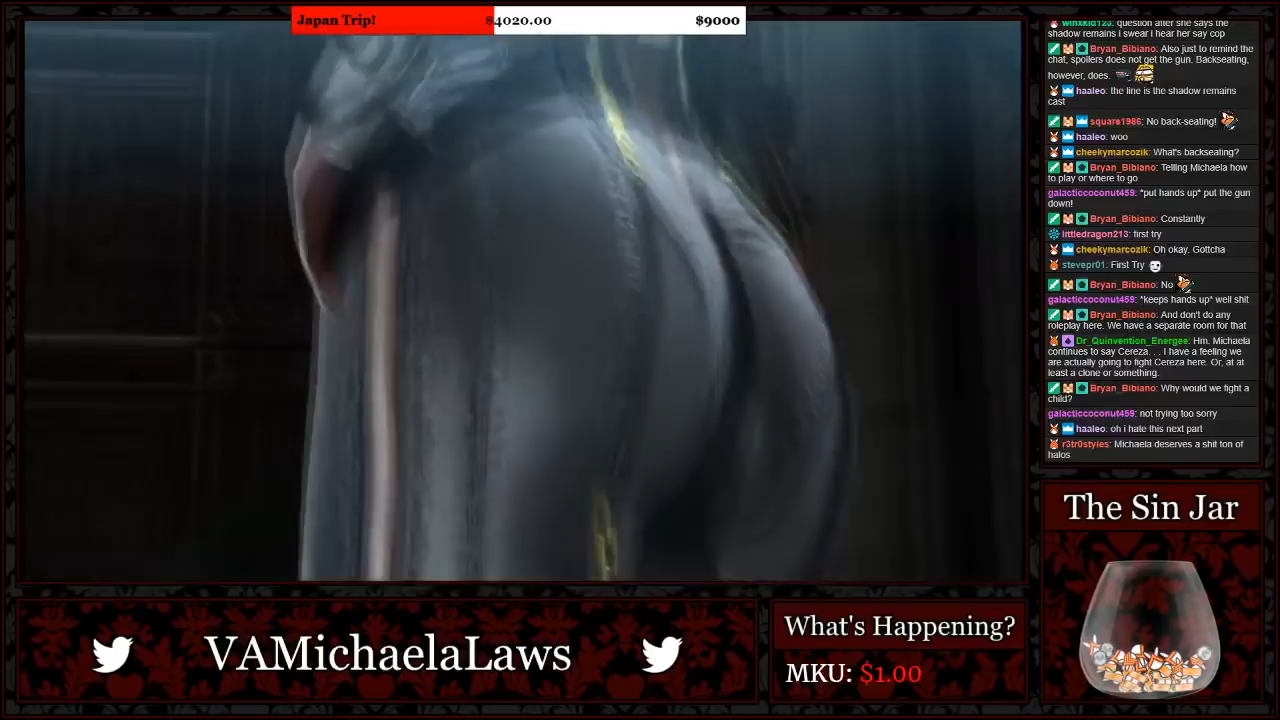 Japan Trip! $4020.00 $9000
winxkid123: question after she says the
shadow remains i swear i hear her say cop
Bryan_Bibiano: Also just to remind the
chat, spoilers does not get the gun. Backseating,
however, does.
haaleo: the line is the shadow remains
cast
square1986: No back-seating!
haaleo: woo
cheekymarcozik: What's backseating?
Bryan_Bibiano: Telling Michaela how
to play or where to go
galacticcoconut459: *put hands up* put the gun
down!
Bryan_Bibiano: Constantly
littledragon213: first try
cheekymarcozik: Oh okay. Gottcha
stevepr01: First Try
Bryan_Bibiano: No
galacticcoconut459: *keeps hands up* well shit
Bryan_Bibiano: And don't do any
roleplay here. We have a separate room for that
Dr_Quinvention_Energee: Hm. Michaela
continues to say Cereza. . . I have a feeling we
are actually going to fight Cereza here. Or, at at
least a clone or something.
Bryan_Bibiano: Why would we fight a
child?
galacticcoconut459: not trying too sorry
haaleo: oh i hate this next part
r3tr0styles: Michaela deserves a shit ton of
halos
The Sin Jar
VAMichaelaLaws
What's Happening?
MKU: $1.00